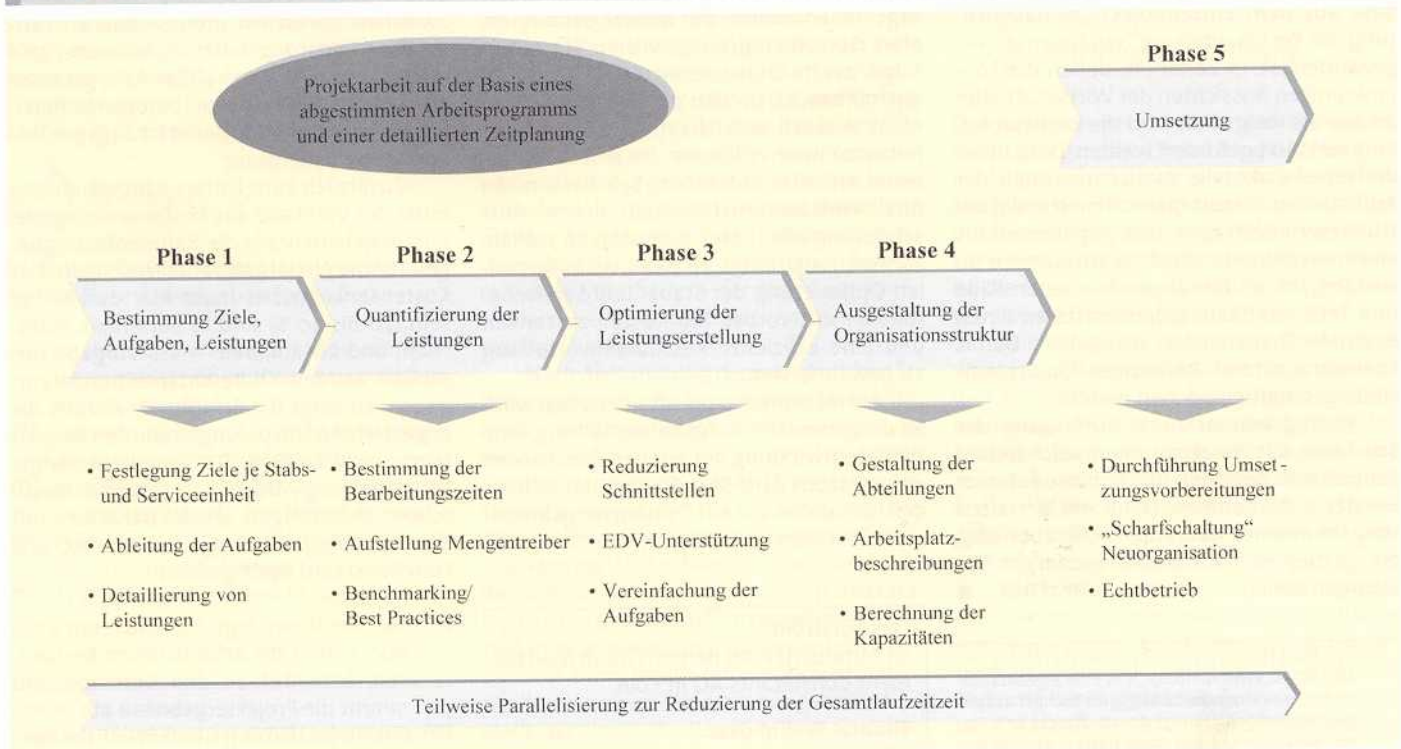 Projektarbeit auf der Basis eines
abgestimmten Arbeitsprogramms
und einer detaillierten Zeitplanung
Phase 5
Umsetzung
Phase 1
Bestimmung Ziele,
Aufgaben, Leistungen
Phase 2
Quantifizierung der
Leistungen
Phase 3
Optimierung der
Leistungserstellung
Phase 4
Ausgestaltung der
Organisationsstruktur
• Festlegung Ziele je Stabs-
und Serviceeinheit
• Ableitung der Aufgaben
• Detaillierung von
Leistungen
• Bestimmung der
Bearbeitungszeiten
• Aufstellung Mengentreiber
• Benchmarking/
Best Practices
• Reduzierung
Schnittstellen
• EDV-Unterstützung
• Vereinfachung der
Aufgaben
• Gestaltung der
Abteilungen
• Arbeitsplatz-
beschreibungen
• Berechnung der
Kapazitäten
• Durchführung Umset-
zungsvorbereitungen
• „Scharfschaltung“
Neuorganisation
• Echtbetrieb
Teilweise Parallelisierung zur Reduzierung der Gesamtlaufzeitzeit